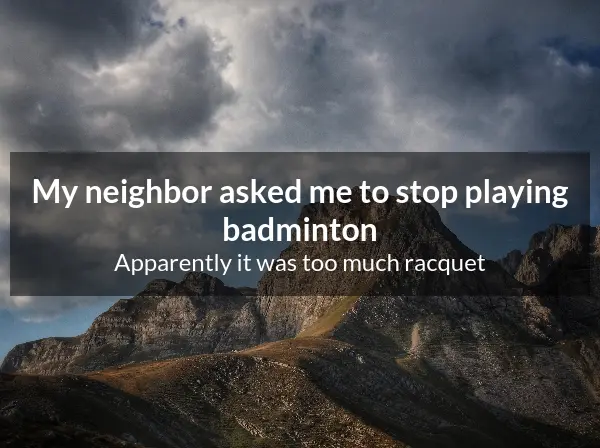 My neighbor asked me to stop playing
badminton
Apparently it was too much racquet